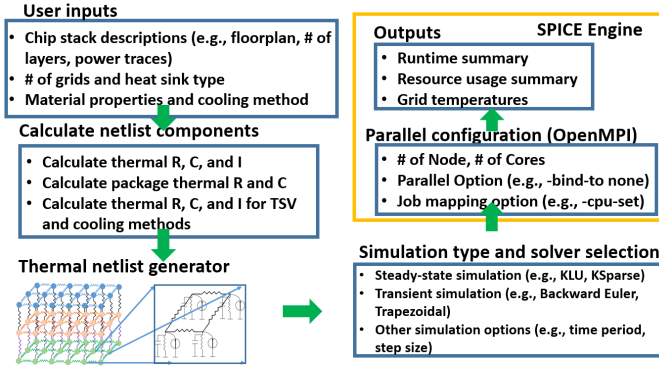 User inputs
• Chip stack descriptions (e.g., floorplan, # of
layers, power traces)
• # of grids and heat sink type
• Material properties and cooling method
Calculate netlist components
• Calculate thermal R, C, and I
• Calculate package thermal R and C
• Calculate thermal R, C, and I for TSV
and cooling methods
Thermal netlist generator
SPICE Engine
Outputs
• Runtime summary
• Resource usage summary
• Grid temperatures
Parallel configuration (OpenMPI)
• # of Node, # of Cores
• Parallel Option (e.g., -bind-to none)
• Job mapping option (e.g., -cpu-set)
Simulation type and solver selection
• Steady-state simulation (e.g., KLU, KSparse)
• Transient simulation (e.g., Backward Euler,
Trapezoidal)
• Other simulation options (e.g., time period,
step size)